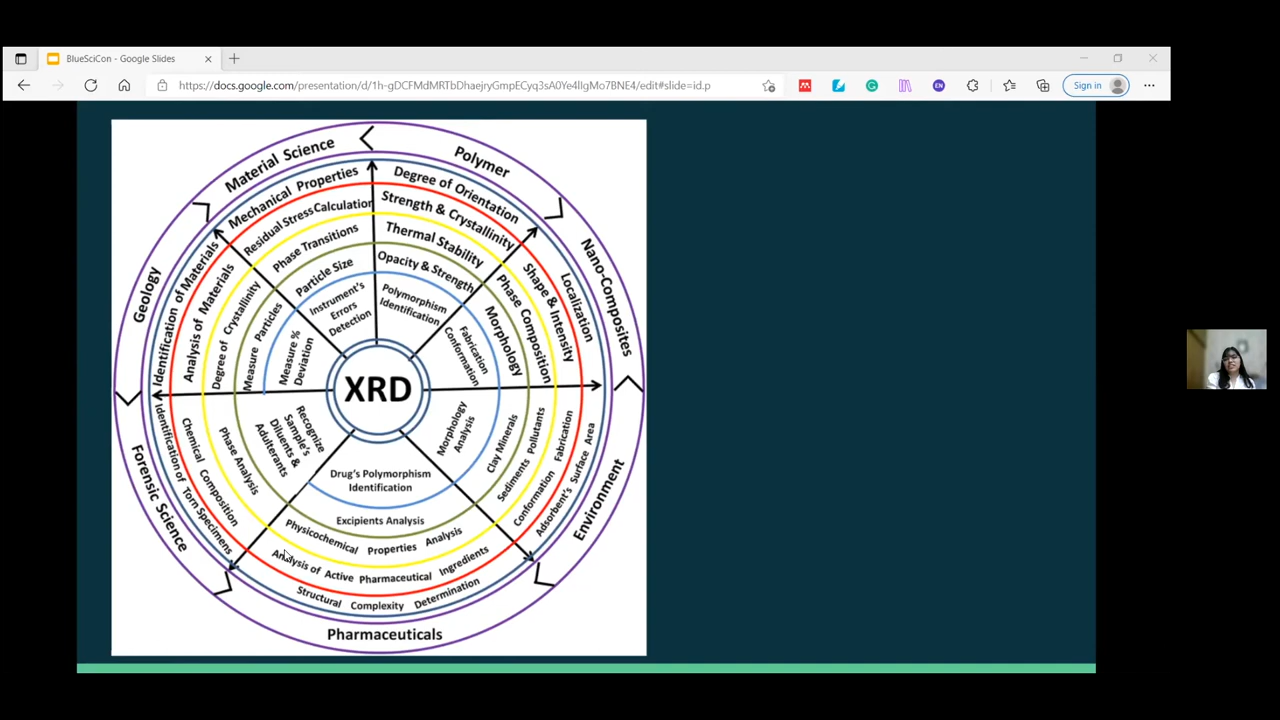 BlueSciCon - Google Slides
https://docs.google.com/presentation/d/1h-gDCFMdMRTbDhaejryGmpECyq3sA0Ye4lIgMo7BNE4/edit#slide=id.p
Sign in
Material Science
Mechanical Properties
Residual Stress Calculation
Phase Transitions
Particle Size
Instrument's
Errors
Detection
Polymer
Degree of Orientation
Strength & Crystallinity
Thermal Stability
Opacity & Strength
Polymorphism
Identification
Nano-Composites
Localization
Shape & Intensity
Phase Composition
Morphology
Fabrication
Conformation
Environment
Adsorbent's Surface Area
Conformation Fabrication
Sediments Pollutants
Clay Minerals
Morphology
Analysis
Pharmaceuticals
Structural Complexity Determination
Analysis of Active Pharmaceutical Ingredients
Physicochemical Properties Analysis
Excipients Analysis
Drug's Polymorphism
Identification
Forensic Science
Identification of Torn Specimens
Chemical Composition
Phase Analysis
Recognize
Sample's
Diluents &
Adulterants
Geology
Identification of Materials
Analysis of Materials
Degree of Crystallinity
Measure Particles
Measure %
Deviation
XRD